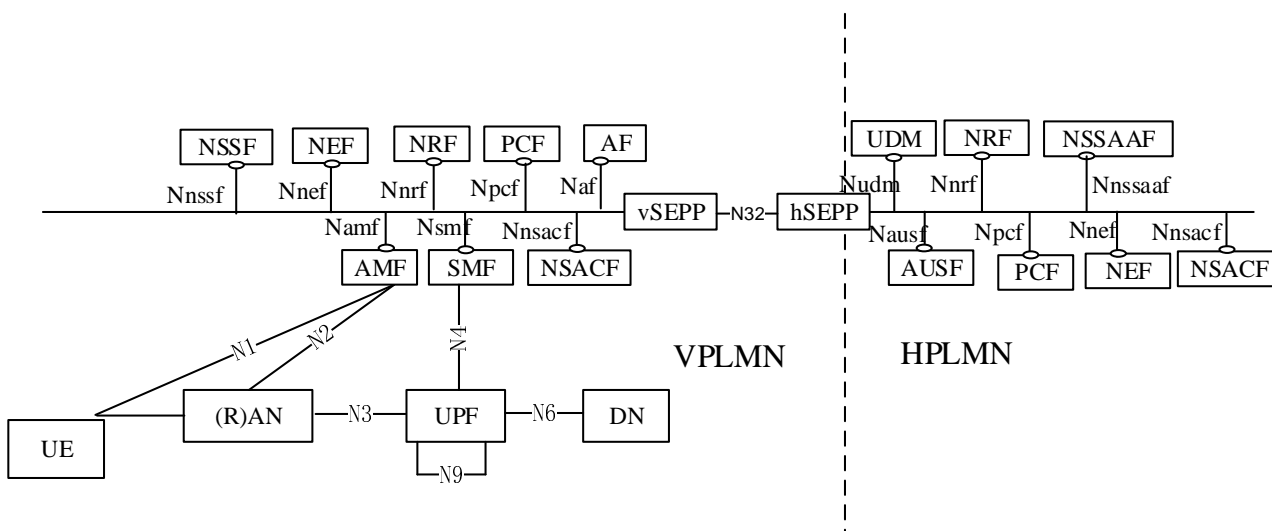 NSSF
NEF
NRF
PCF
AF
UDM
NRF
NSSAAF
Nnssf
Nnef
Nnrf
Npcf
Naf
Nudm
Nnrf
Nnssaaf
vSEPP
N32
hSEPP
Namf
Nsmf
Nnsacf
Nausf
Npcf
Nnef
Nnsacf
AMF
SMF
NSACF
AUSF
PCF
NEF
NSACF
N1
N2
N4
VPLMN
HPLMN
(R)AN
N3
UPF
N6
DN
UE
N9